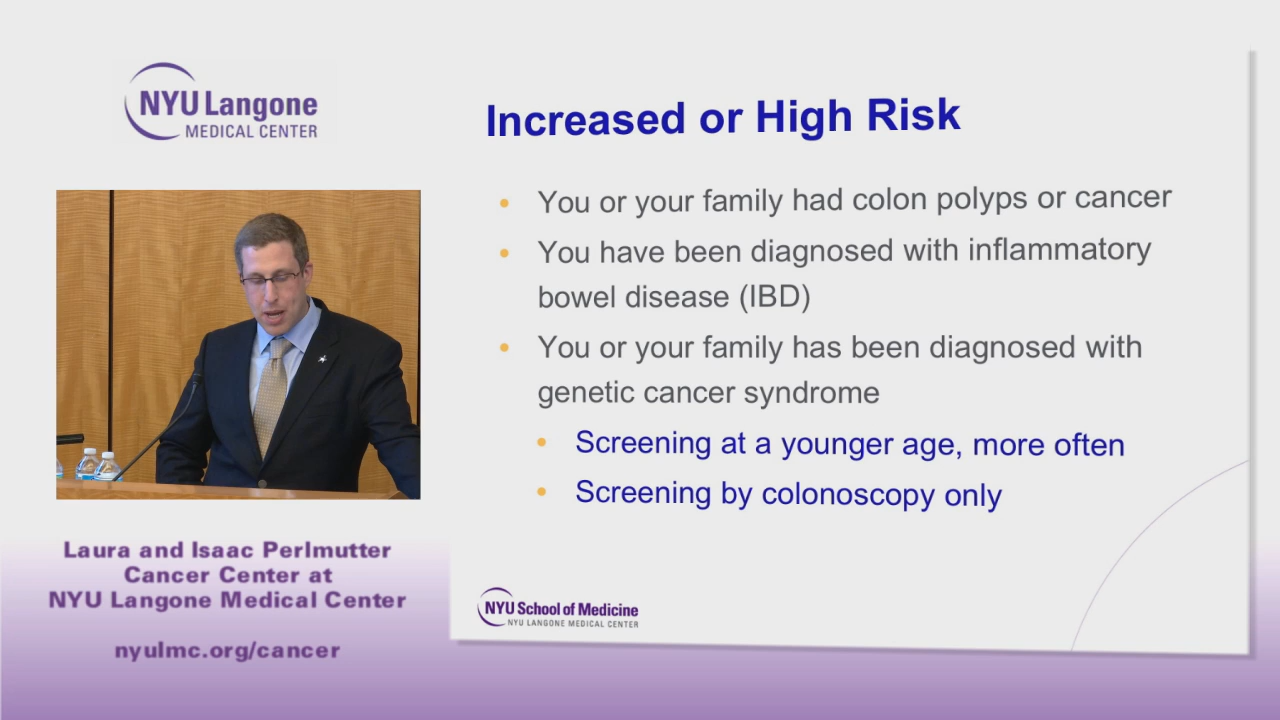 NYU Langone
MEDICAL CENTER
Increased or High Risk
• You or your family had colon polyps or cancer
• You have been diagnosed with inflammatory
bowel disease (IBD)
• You or your family has been diagnosed with
genetic cancer syndrome
• Screening at a younger age, more often
• Screening by colonoscopy only
Laura and Isaac Perlmutter
Cancer Center at
NYU Langone Medical Center
nyulmc.org/cancer
NYU School of Medicine
NYU LANGONE MEDICAL CENTER